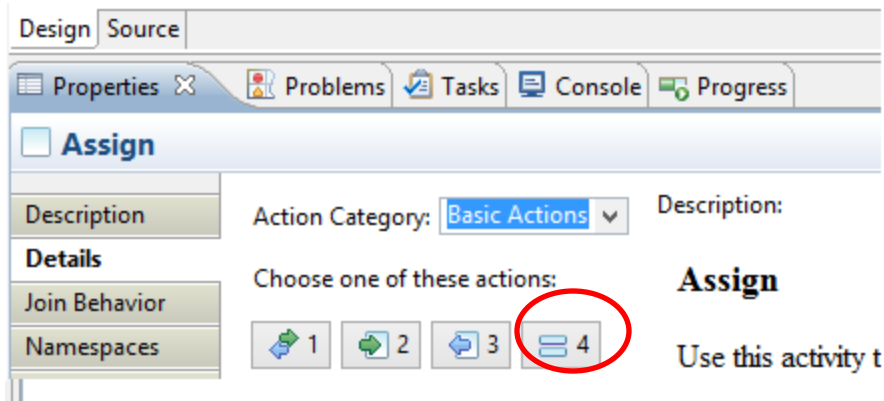 Design Source
Properties Problems Tasks Console Progress
Assign
Description
Details
Join Behavior
Namespaces
Action Category: Basic Actions
Choose one of these actions:
1 2 3 4
Description:
Assign
Use this activity t